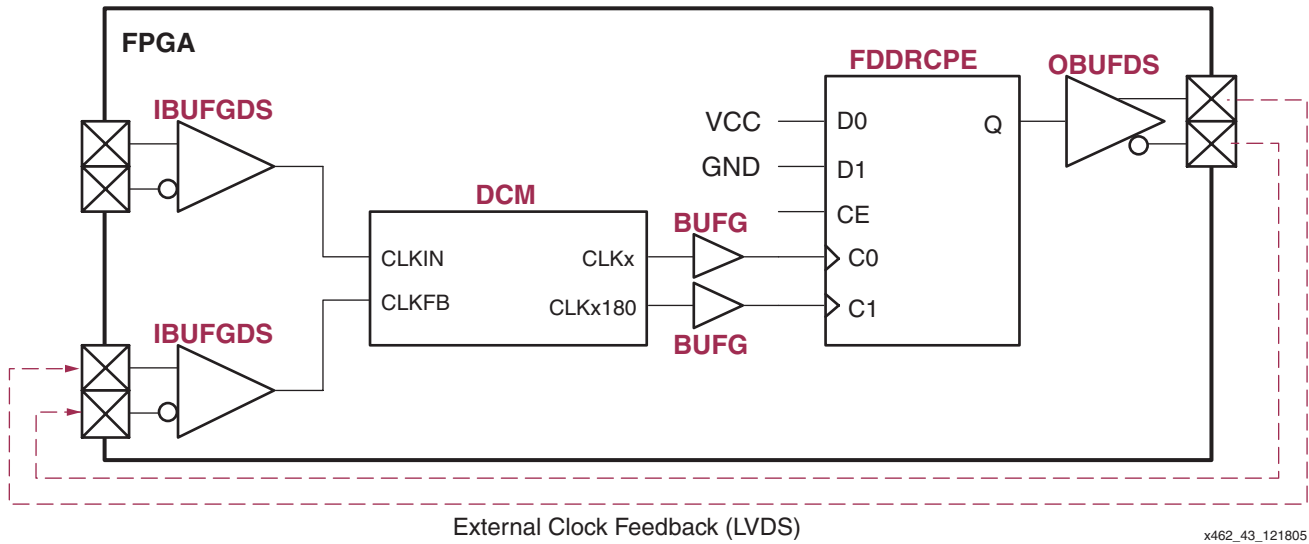 FPGA
FDDRCPE
OBUFDS
IBUFGDS
VCC
D0
Q
GND
D1
DCM
CE
BUFG
CLKIN
CLKx
C0
CLKFB
CLKx180
C1
IBUFGDS
BUFG
External Clock Feedback (LVDS)
x462_43_121805